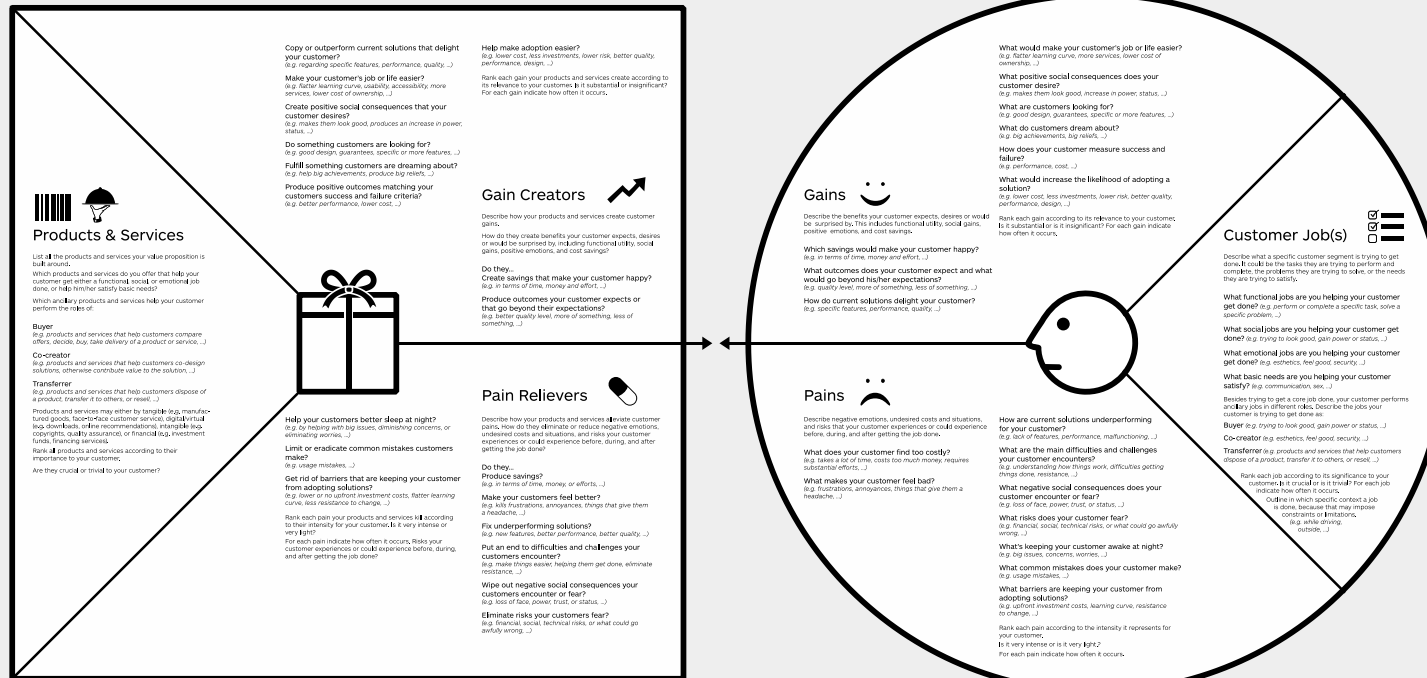 Products & Services
List all the products and services your value proposition is
built around.
Which products and services do you offer that help your
customer get either a functional, social, or emotional job
done, or help him/her satisfy basic needs?
Which ancillary products and services help your customer
perform the roles of:
Buyer
(e.g. products and services that help customers compare
offers, decide, buy, take delivery of a product or service, ...)
Co-creator
(e.g. products and services that help customers co-design
solutions, otherwise contribute value to the solution, ...)
Transferrer
(e.g. products and services that help customers dispose of
a product, transfer it to others, or resell, ...)
Products and services may either by tangible (e.g. manufac-
tured goods, face-to-face customer service), digital/virtual
(e.g. downloads, online recommendations), intangible (e.g.
copyrights, quality assurance), or financial (e.g. investment
funds, financing services).
Rank all products and services according to their
importance to your customer.
Are they crucial or trivial to your customer?
Gain Creators
Describe how your products and services create customer
gains.
How do they create benefits your customer expects, desires
or would be surprised by, including functional utility, social
gains, positive emotions, and cost savings?
Do they...
Create savings that make your customer happy?
(e.g. in terms of time, money and effort, ...)
Produce outcomes your customer expects or
that go beyond their expectations?
(e.g. better quality level, more of something, less of
something, ...)
Copy or outperform current solutions that delight
your customer?
(e.g. regarding specific features, performance, quality, ...)
Make your customer's job or life easier?
(e.g. flatter learning curve, usability, accessibility, more
services, lower cost of ownership, ...)
Create positive social consequences that your
customer desires?
(e.g. makes them look good, produces an increase in power,
status, ...)
Do something customers are looking for?
(e.g. good design, guarantees, specific or more features, ...)
Fulfill something customers are dreaming about?
(e.g. help big achievements, produce big reliefs, ...)
Produce positive outcomes matching your
customers success and failure criteria?
(e.g. better performance, lower cost, ...)
Help make adoption easier?
(e.g. lower cost, less investments, lower risk, better quality,
performance, design, ...)
Rank each gain your products and services create according to
its relevance to your customer. Is it substantial or insignificant?
For each gain indicate how often it occurs.
Pain Relievers
Describe how your products and services alleviate customer
pains. How do they eliminate or reduce negative emotions,
undesired costs and situations, and risks your customer
experiences or could experience before, during, and after
getting the job done?
Do they...
Produce savings?
(e.g. in terms of time, money, or efforts, ...)
Make your customers feel better?
(e.g. kills frustrations, annoyances, things that give them
a headache, ...)
Fix underperforming solutions?
(e.g. new features, better performance, better quality, ...)
Put an end to difficulties and challenges your
customers encounter?
(e.g. make things easier, helping them get done, eliminate
resistance, ...)
Wipe out negative social consequences your
customers encounter or fear?
(e.g. loss of face, power, trust, or status, ...)
Eliminate risks your customers fear?
(e.g. financial, social, technical risks, or what could go
awfully wrong, ...)
Help your customers better sleep at night?
(e.g. by helping with big issues, diminishing concerns, or
eliminating worries, ...)
Limit or eradicate common mistakes customers
make?
(e.g. usage mistakes, ...)
Get rid of barriers that are keeping your customer
from adopting solutions?
(e.g. lower or no upfront investment costs, flatter learning
curve, less resistance to change, ...)
Rank each pain your products and services kill according
to their intensity for your customer. Is it very intense or
very light?
For each pain indicate how often it occurs. Risks your
customer experiences or could experience before, during,
and after getting the job done?
Gains
Describe the benefits your customer expects, desires or would
be surprised by. This includes functional utility, social gains,
positive emotions, and cost savings.
Which savings would make your customer happy?
(e.g. in terms of time, money and effort, ...)
What outcomes does your customer expect and what
would go beyond his/her expectations?
(e.g. quality level, more of something, less of something, ...)
How do current solutions delight your customer?
(e.g. specific features, performance, quality, ...)
What would make your customer's job or life easier?
(e.g. flatter learning curve, more services, lower cost of
ownership, ...)
What positive social consequences does your
customer desire?
(e.g. makes them look good, increase in power, status, ...)
What are customers looking for?
(e.g. good design, guarantees, specific or more features, ...)
What do customers dream about?
(e.g. big achievements, big reliefs, ...)
How does your customer measure success and
failure?
(e.g. performance, cost, ...)
What would increase the likelihood of adopting a
solution?
(e.g. lower cost, less investments, lower risk, better quality,
performance, design, ...)
Rank each gain according to its relevance to your customer.
Is it substantial or is it insignificant? For each gain indicate
how often it occurs.
Pains
Describe negative emotions, undesired costs and situations,
and risks that your customer experiences or could experience
before, during, and after getting the job done.
What does your customer find too costly?
(e.g. takes a lot of time, costs too much money, requires
substantial efforts, ...)
What makes your customer feel bad?
(e.g. frustrations, annoyances, things that give them a
headache, ...)
How are current solutions underperforming
for your customer?
(e.g. lack of features, performance, malfunctioning, ...)
What are the main difficulties and challenges
your customer encounters?
(e.g. understanding how things work, difficulties getting
things done, resistance, ...)
What negative social consequences does your
customer encounter or fear?
(e.g. loss of face, power, trust, or status, ...)
What risks does your customer fear?
(e.g. financial, social, technical risks, or what could go awfully
wrong, ...)
What's keeping your customer awake at night?
(e.g. big issues, concerns, worries, ...)
What common mistakes does your customer make?
(e.g. usage mistakes, ...)
What barriers are keeping your customer from
adopting solutions?
(e.g. upfront investment costs, learning curve, resistance
to change, ...)
Rank each pain according to the intensity it represents for
your customer.
Is it very intense or is it very light.?
For each pain indicate how often it occurs.
Customer Job(s)
Describe what a specific customer segment is trying to get
done. It could be the tasks they are trying to perform and
complete, the problems they are trying to solve, or the needs
they are trying to satisfy.
What functional jobs are you helping your customer
get done? (e.g. perform or complete a specific task, solve a
specific problem, ...)
What social jobs are you helping your customer get
done? (e.g. trying to look good, gain power or status, ...)
What emotional jobs are you helping your customer
get done? (e.g. esthetics, feel good, security, ...)
What basic needs are you helping your customer
satisfy? (e.g. communication, sex, ...)
Besides trying to get a core job done, your customer performs
ancillary jobs in different roles. Describe the jobs your
customer is trying to get done as:
Buyer (e.g. trying to look good, gain power or status, ...)
Co-creator (e.g. esthetics, feel good, security, ...)
Transferrer (e.g. products and services that help customers
dispose of a product, transfer it to others, or resell, ...)
Rank each job according to its significance to your
customer. Is it crucial or is it trivial? For each job
indicate how often it occurs.
Outline in which specific context a job
is done, because that may impose
constraints or limitations.
(e.g. while driving,
outside, ...)